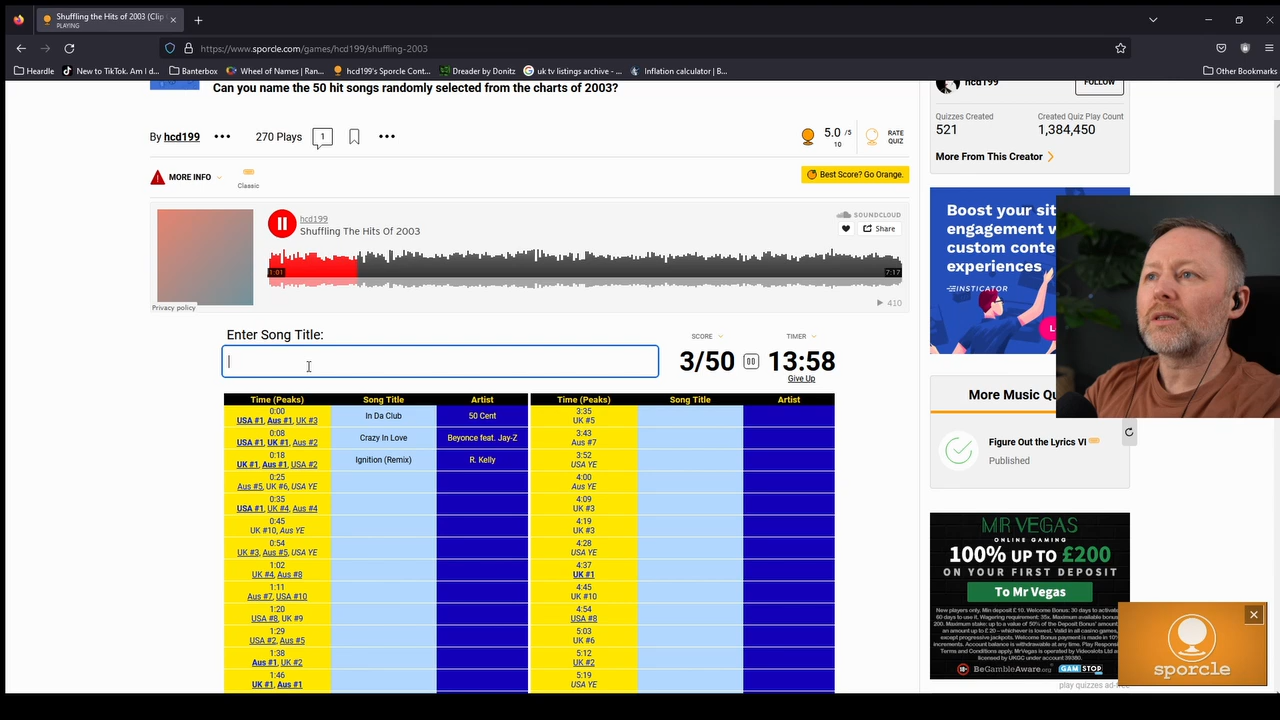 Shuffling the Hits of 2003 (Clip
PLAYING
https://www.sporcle.com/games/hcd199/shuffling-2003
Heardle
New to TikTok. Am I d...
Banterbox
Wheel of Names | Ran...
hcd199's Sporcle Cont...
Dreader by Donitz
uk tv listings archive - ...
Inflation calculator | B...
Other Bookmarks
Can you name the 50 hit songs randomly selected from the charts of 2003?
By hcd199 ••• 270 Plays 1 •••
5.0 /5
10
RATE
QUIZ
MORE INFO
Classic
Best Score? Go Orange.
hcd199
Shuffling The Hits Of 2003
SOUNDCLOUD
Share
1:01
7:17
Privacy policy
410
Enter Song Title:
SCORE
3/50
TIMER
13:58
Give Up
Time (Peaks) Song Title Artist Time (Peaks) Song Title Artist
0:00
USA #1, Aus #1, UK #3
In Da Club
50 Cent
3:35
UK #5
0:08
USA #1, UK #1, Aus #2
Crazy In Love
Beyonce feat. Jay-Z
3:43
Aus #7
0:18
UK #1, Aus #1, USA #2
Ignition (Remix)
R. Kelly
3:52
USA YE
0:25
Aus #5, UK #6, USA YE
4:00
Aus YE
0:35
USA #1, UK #4, Aus #4
4:09
UK #3
0:45
UK #10, Aus YE
4:19
UK #3
0:54
UK #3, Aus #5, USA YE
4:28
USA YE
1:02
UK #4, Aus #8
4:37
UK #1
1:11
Aus #7, USA #10
4:45
UK #10
1:20
USA #8, UK #9
4:54
USA #8
1:29
USA #2, Aus #5
5:03
UK #6
1:38
Aus #1, UK #2
5:12
UK #2
1:46
UK #1, Aus #1
5:19
USA YE
hcd199
FOLLOW
Quizzes Created
521
Created Quiz Play Count
1,384,450
More From This Creator
Boost your sit
engagement w
custom conte
experiences
INSTICATOR
L
More Music Qu
Figure Out the Lyrics VI
Published
MR VEGAS
ONLINE GAMING
100% UP TO £200
ON YOUR FIRST DEPOSIT
To Mr Vegas
BeGambleAware.org
GAMSTOP
play quizzes ad-free
sporcle